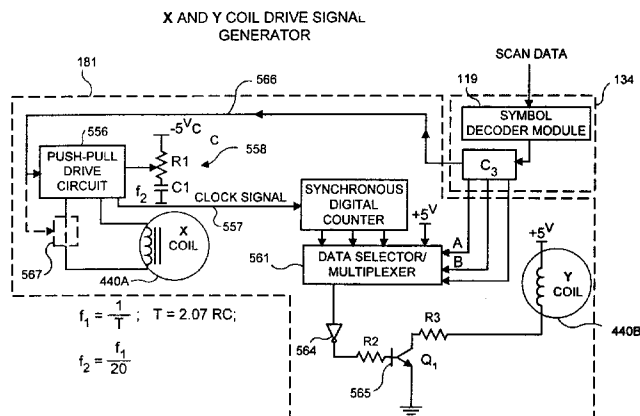 X AND Y COIL DRIVE SIGNAL
GENERATOR
SCAN DATA
181
566
119
134
SYMBOL
DECODER MODULE
C3
556
PUSH-PULL
DRIVE
CIRCUIT
-5VC
C
R1
558
C1
f2
CLOCK SIGNAL
557
SYNCHRONOUS
DIGITAL
COUNTER
+5V
A
B
561
DATA SELECTOR/
MULTIPLEXER
567
X
COIL
440A
+5V
Y
COIL
440B
f1 = 1/T ; T = 2.07 RC;
f2 = f1/20
564
R2
R3
Q1
565